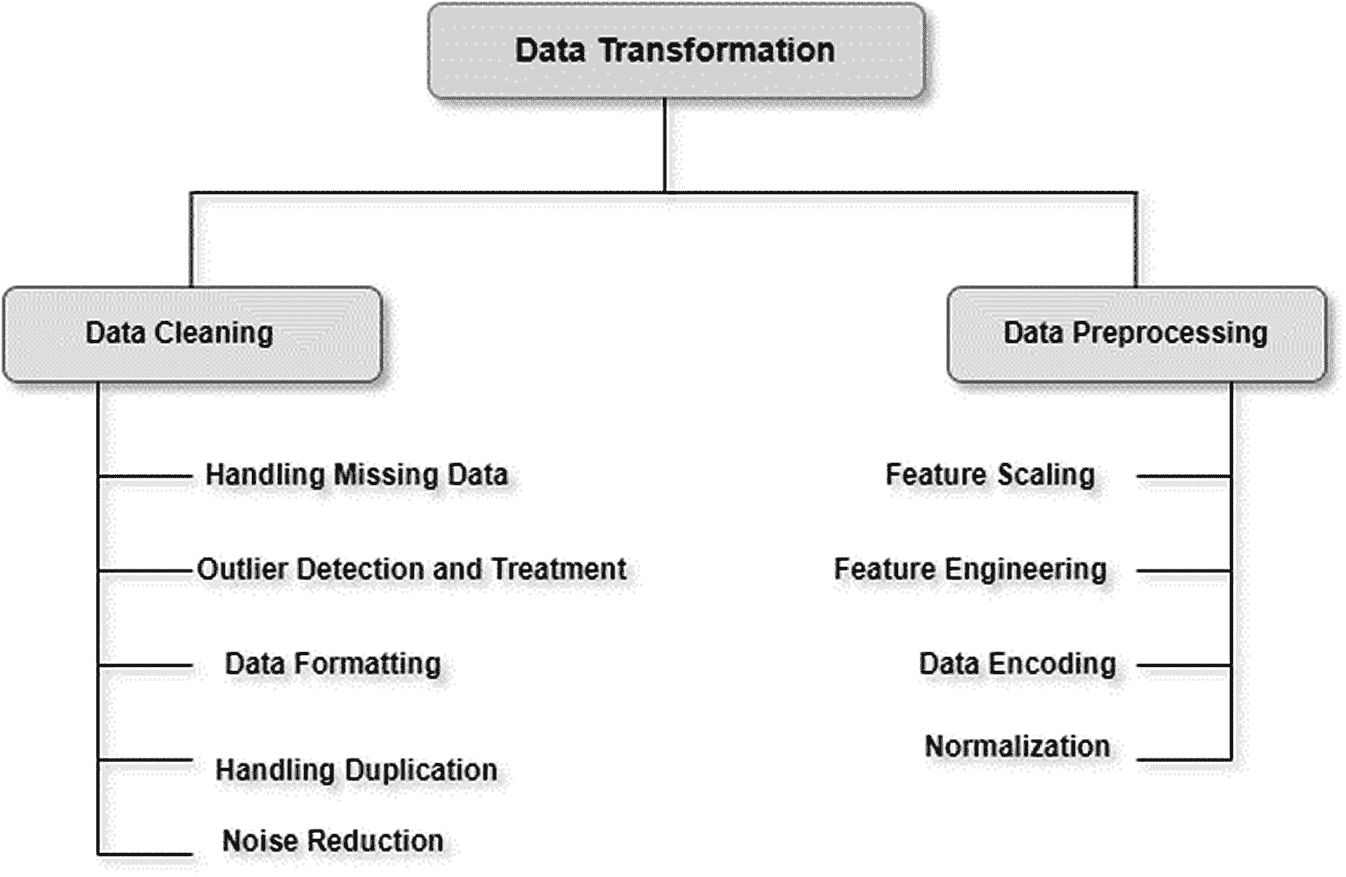 Data Transformation
Data Cleaning
Handling Missing Data
Outlier Detection and Treatment
Data Formatting
Handling Duplication
Noise Reduction
Data Preprocessing
Feature Scaling
Feature Engineering
Data Encoding
Normalization